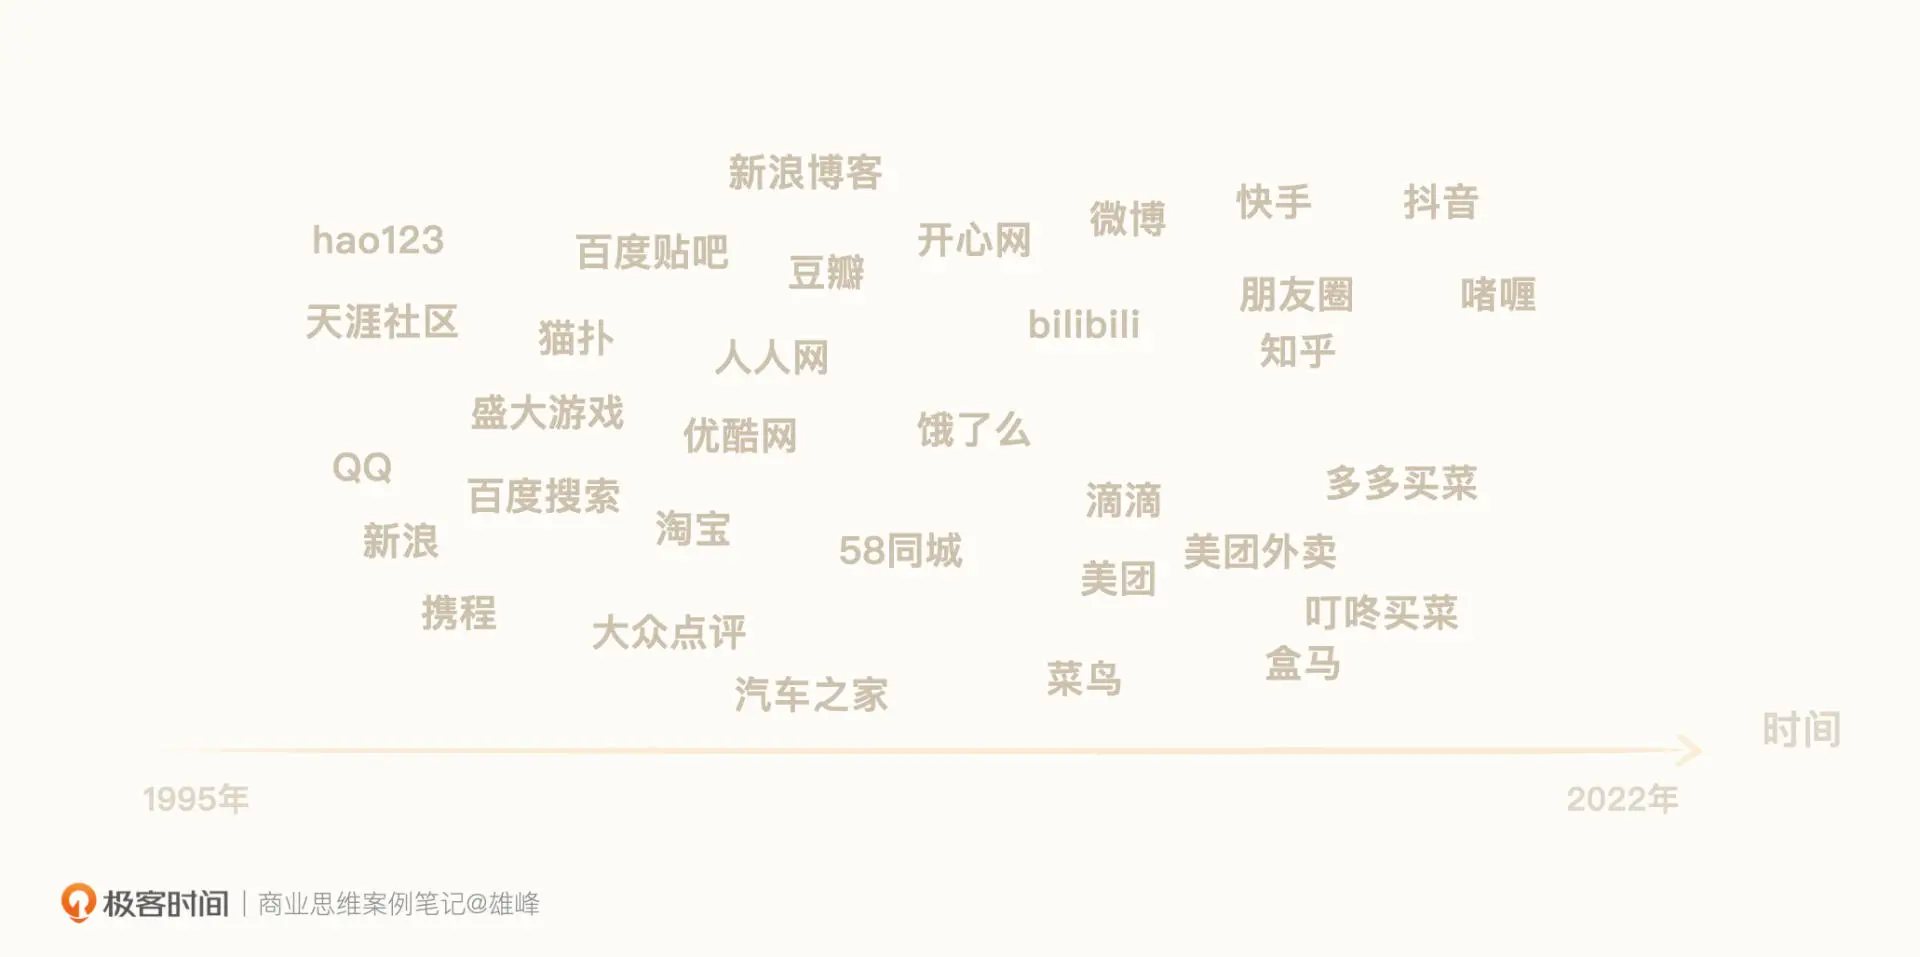 新浪博客
快手
抖音
微博
hao123
百度贴吧
开心网
豆瓣
朋友圈
啫喱
天涯社区
bilibili
猫扑
知乎
人人网
盛大游戏
优酷网
饿了么
QQ
多多买菜
百度搜索
滴滴
淘宝
新浪
58同城
美团外卖
美团
携程
叮咚买菜
大众点评
盒马
菜鸟
汽车之家
时间
1995年
2022年
极客时间 | 商业思维案例笔记@雄峰